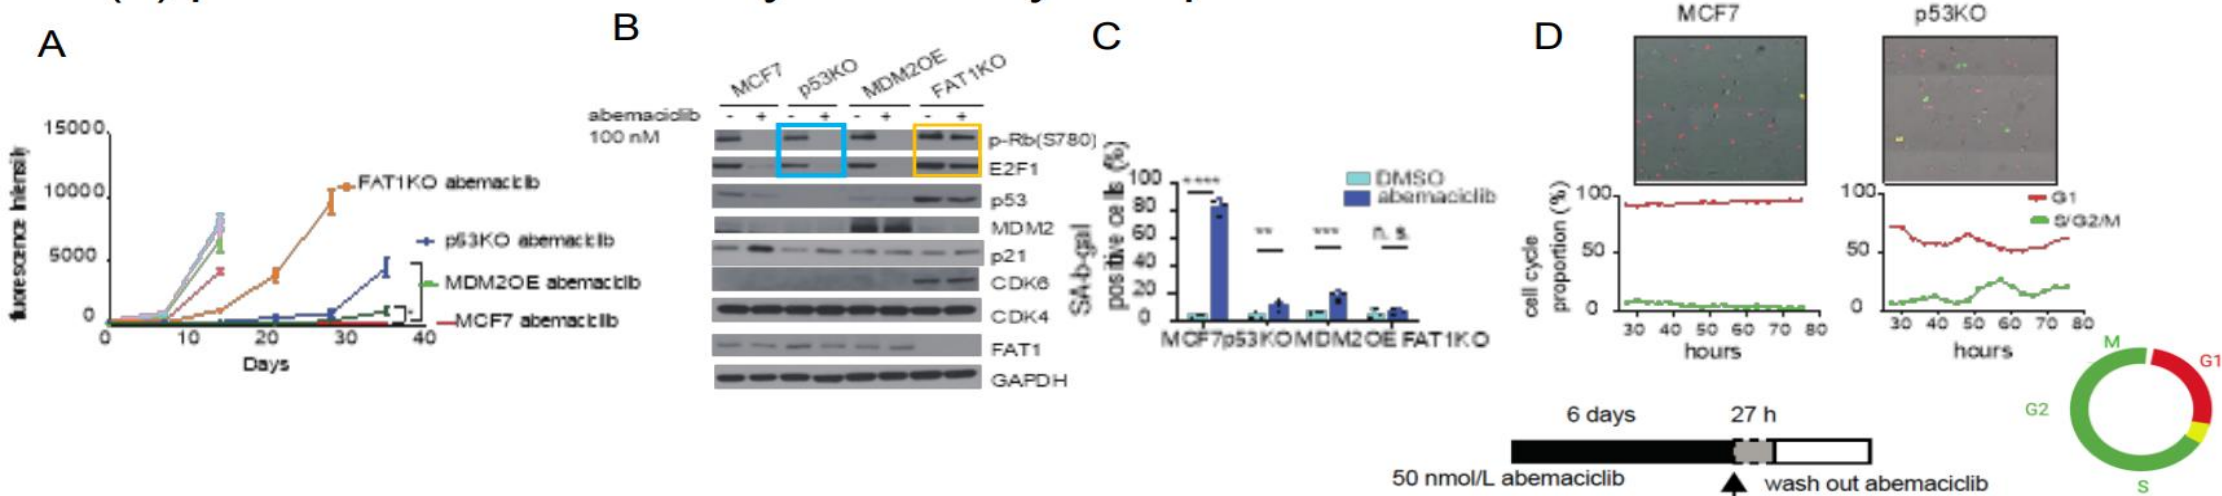 A
15000
10000
5000
0
fluorescence intensity
0 10 20 30 40
Days
FAT1KO abemaciclib
p53KO abemaciclib
MDM2OE abemaciclib
MCF7 abemaciclib
B
MCF7 p53KO MDM2OE FAT1KO
abemaciclib - + - + - + - +
100 nM
p-Rb(S780)
E2F1
p53
MDM2
p21
CDK6
CDK4
FAT1
GAPDH
C
SA-b-gal
positive cells (%)
100
80
60
40
20
0
**** ** *** n. s.
DMSO
abemaciclib
MCF7 p53KO MDM2OE FAT1KO
D
MCF7 p53KO
cell cycle
proportion (%)
100
50
0
30 40 50 60 70 80
hours
100
50
0
30 40 50 60 70 80
hours
G1
S/G2/M
M
G1
G2
S
6 days 27 h
50 nmol/L abemaciclib
wash out abemaciclib